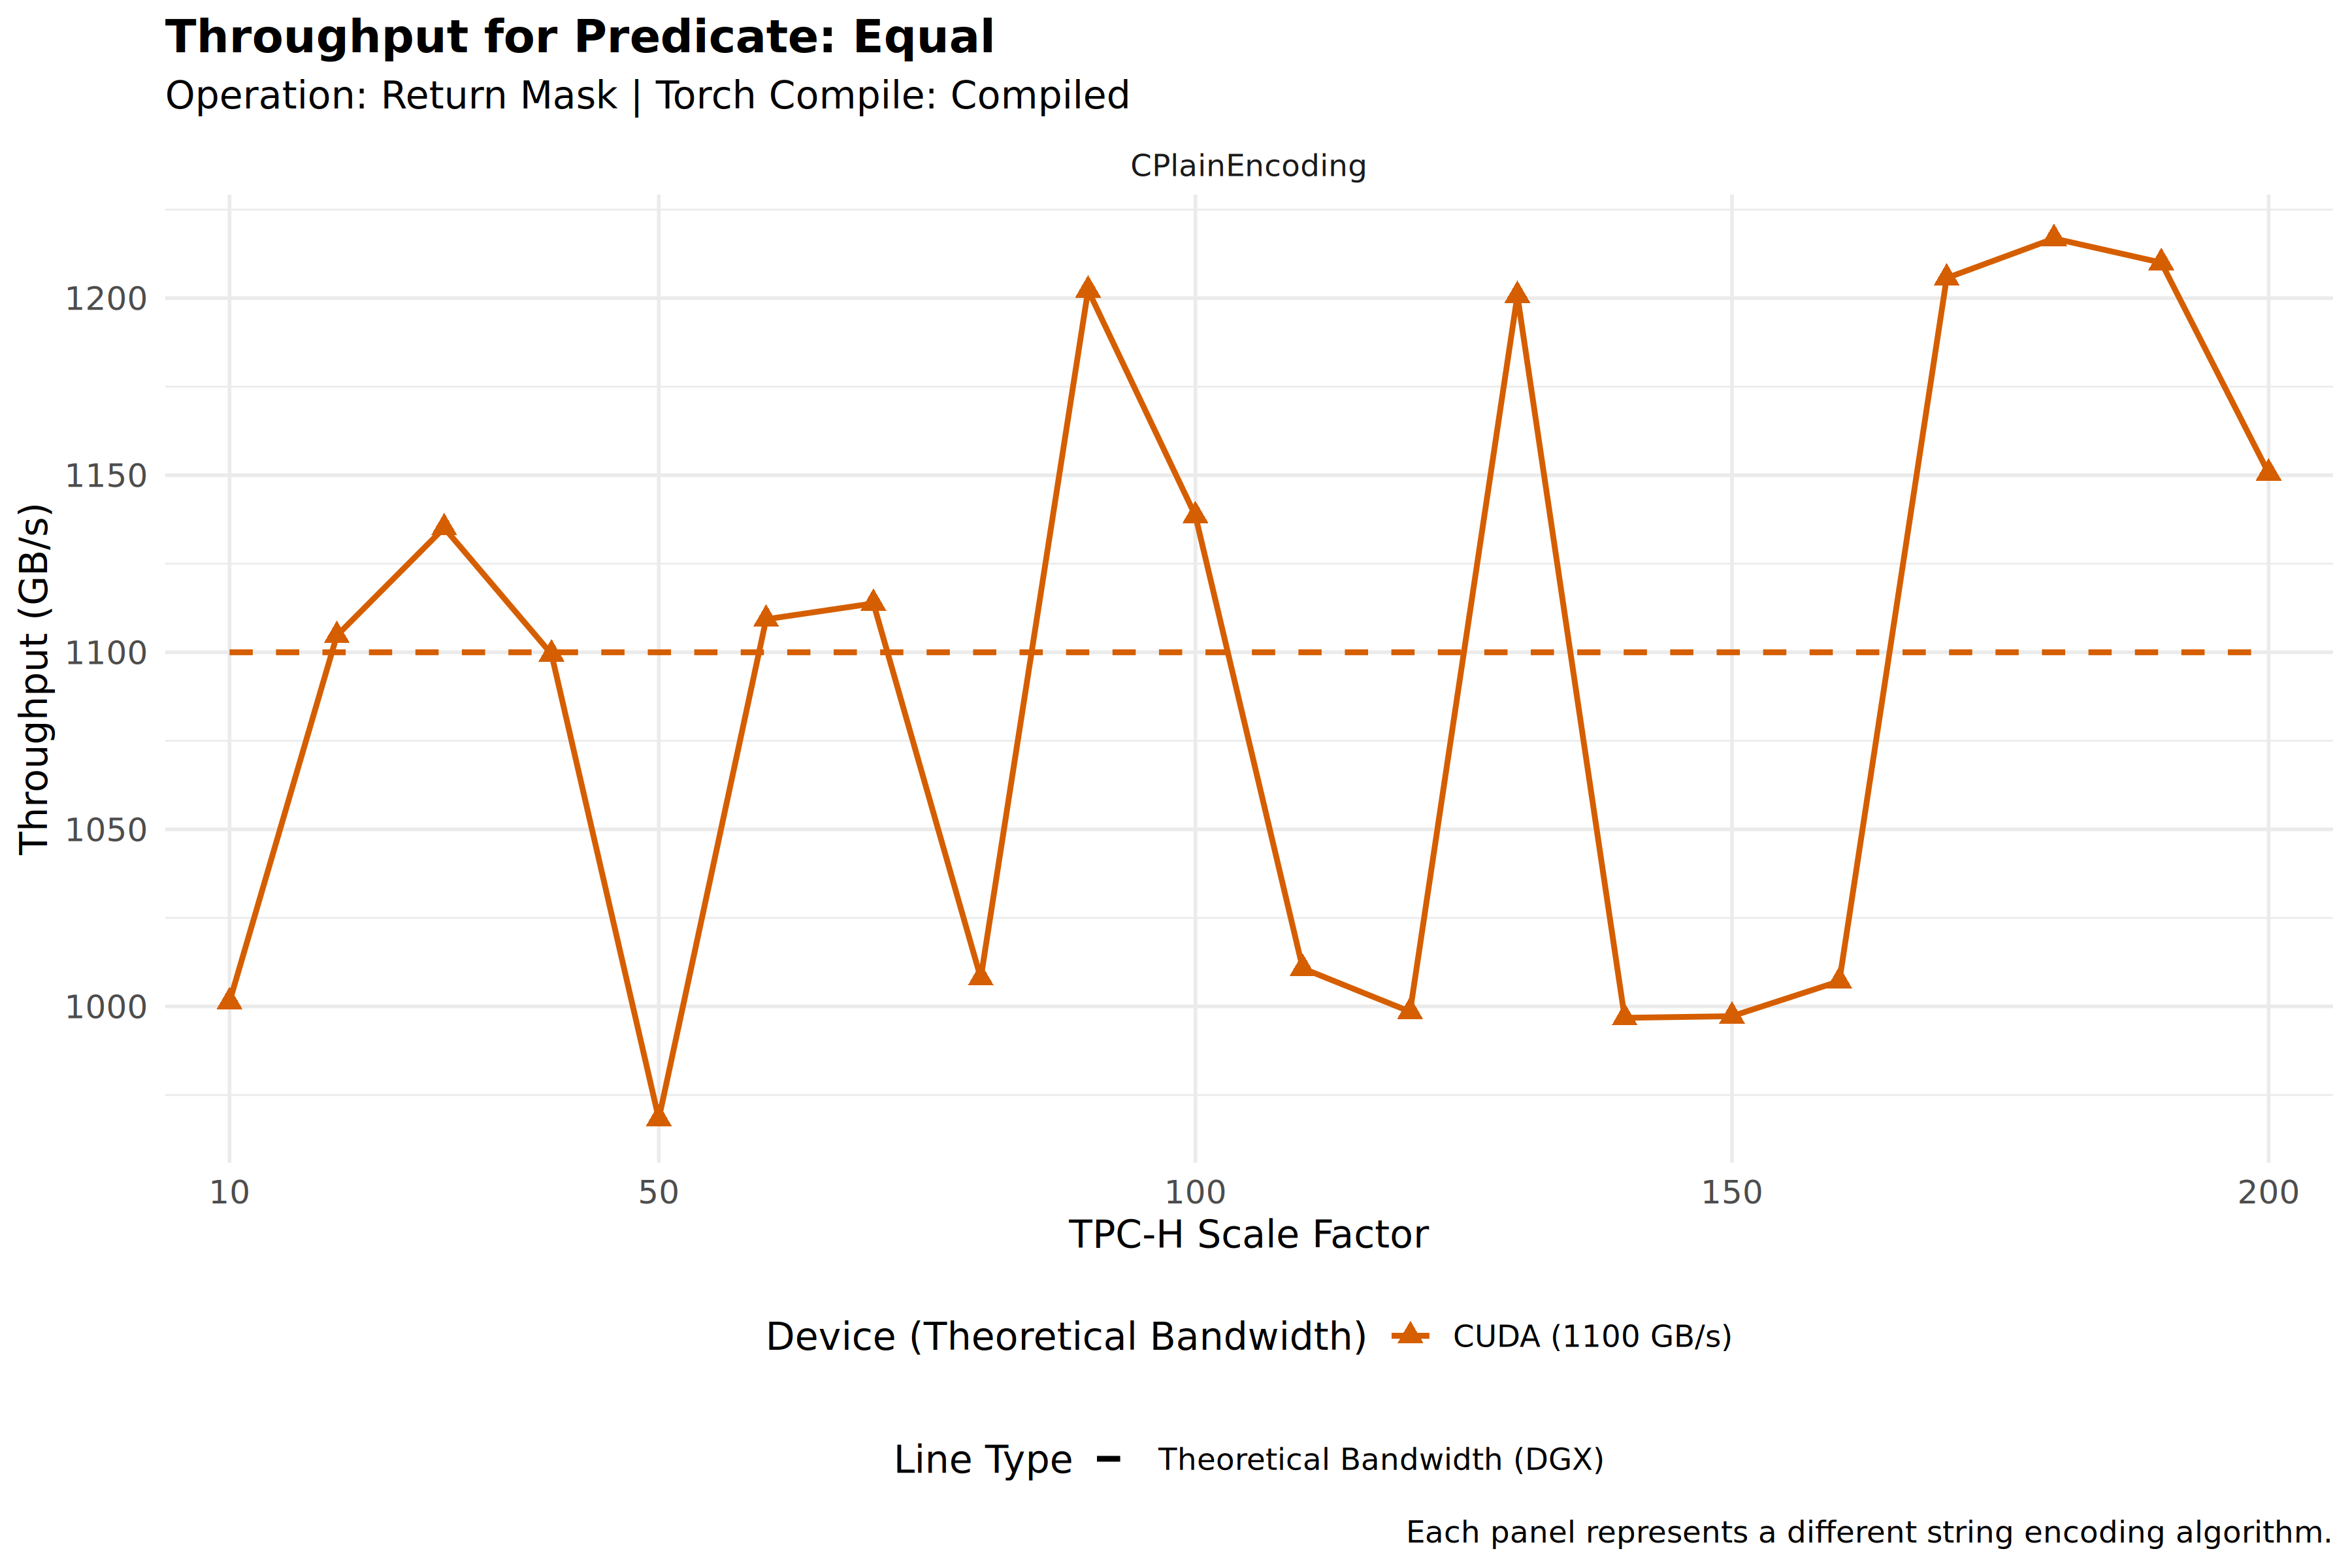 Throughput for Predicate: Equal
Operation: Return Mask | Torch Compile: Compiled
CPlainEncoding
Throughput (GB/s)
1200
1150
1100
1050
1000
10 50 100 150 200
TPC-H Scale Factor
Device (Theoretical Bandwidth) CUDA (1100 GB/s)
Line Type Theoretical Bandwidth (DGX)
Each panel represents a different string encoding algorithm.